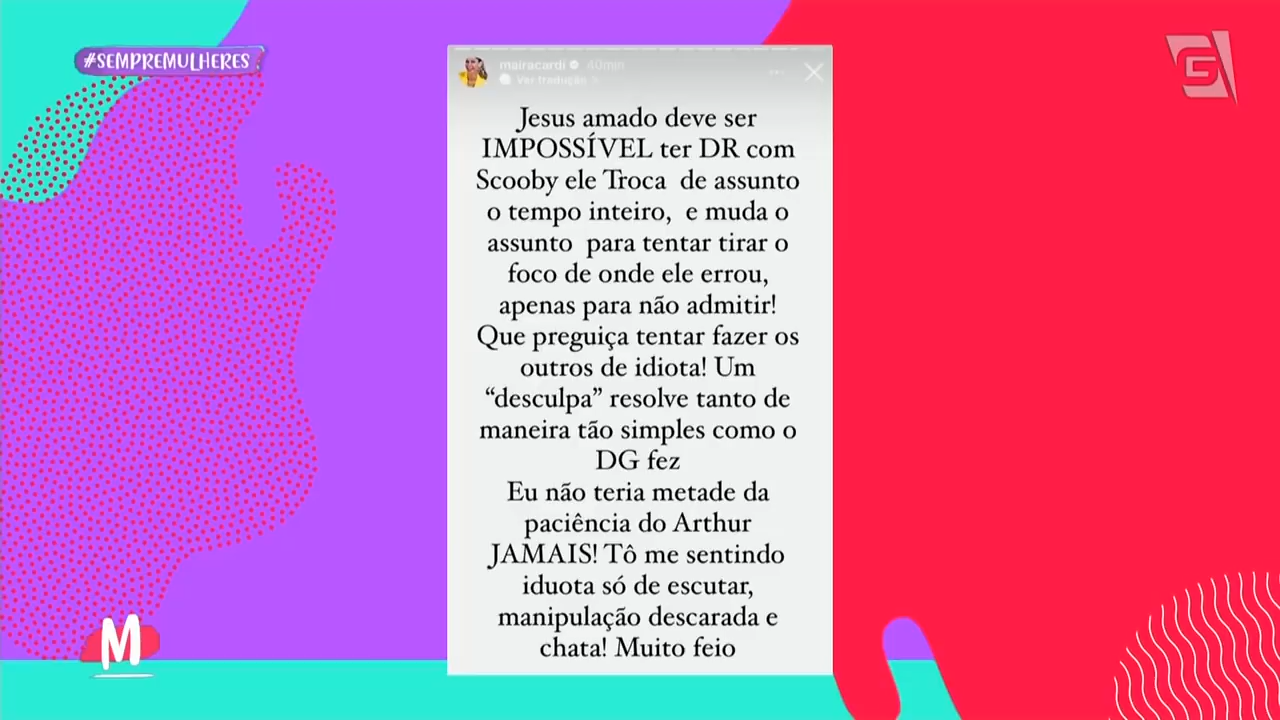 #SEMPREMULHERES
G
mairacardi 40min
Ver tradução >
Jesus amado deve ser
IMPOSSÍVEL ter DR com
Scooby ele Troca  de assunto
o tempo inteiro,  e muda o
assunto  para tentar tirar o
foco de onde ele errou,
apenas para não admitir!
Que preguiça tentar fazer os
outros de idiota! Um
“desculpa” resolve tanto de
maneira tão simples como o
DG fez
Eu não teria metade da
paciência do Arthur
JAMAIS! Tô me sentindo
iduota só de escutar,
manipulação descarada e
chata! Muito feio
M